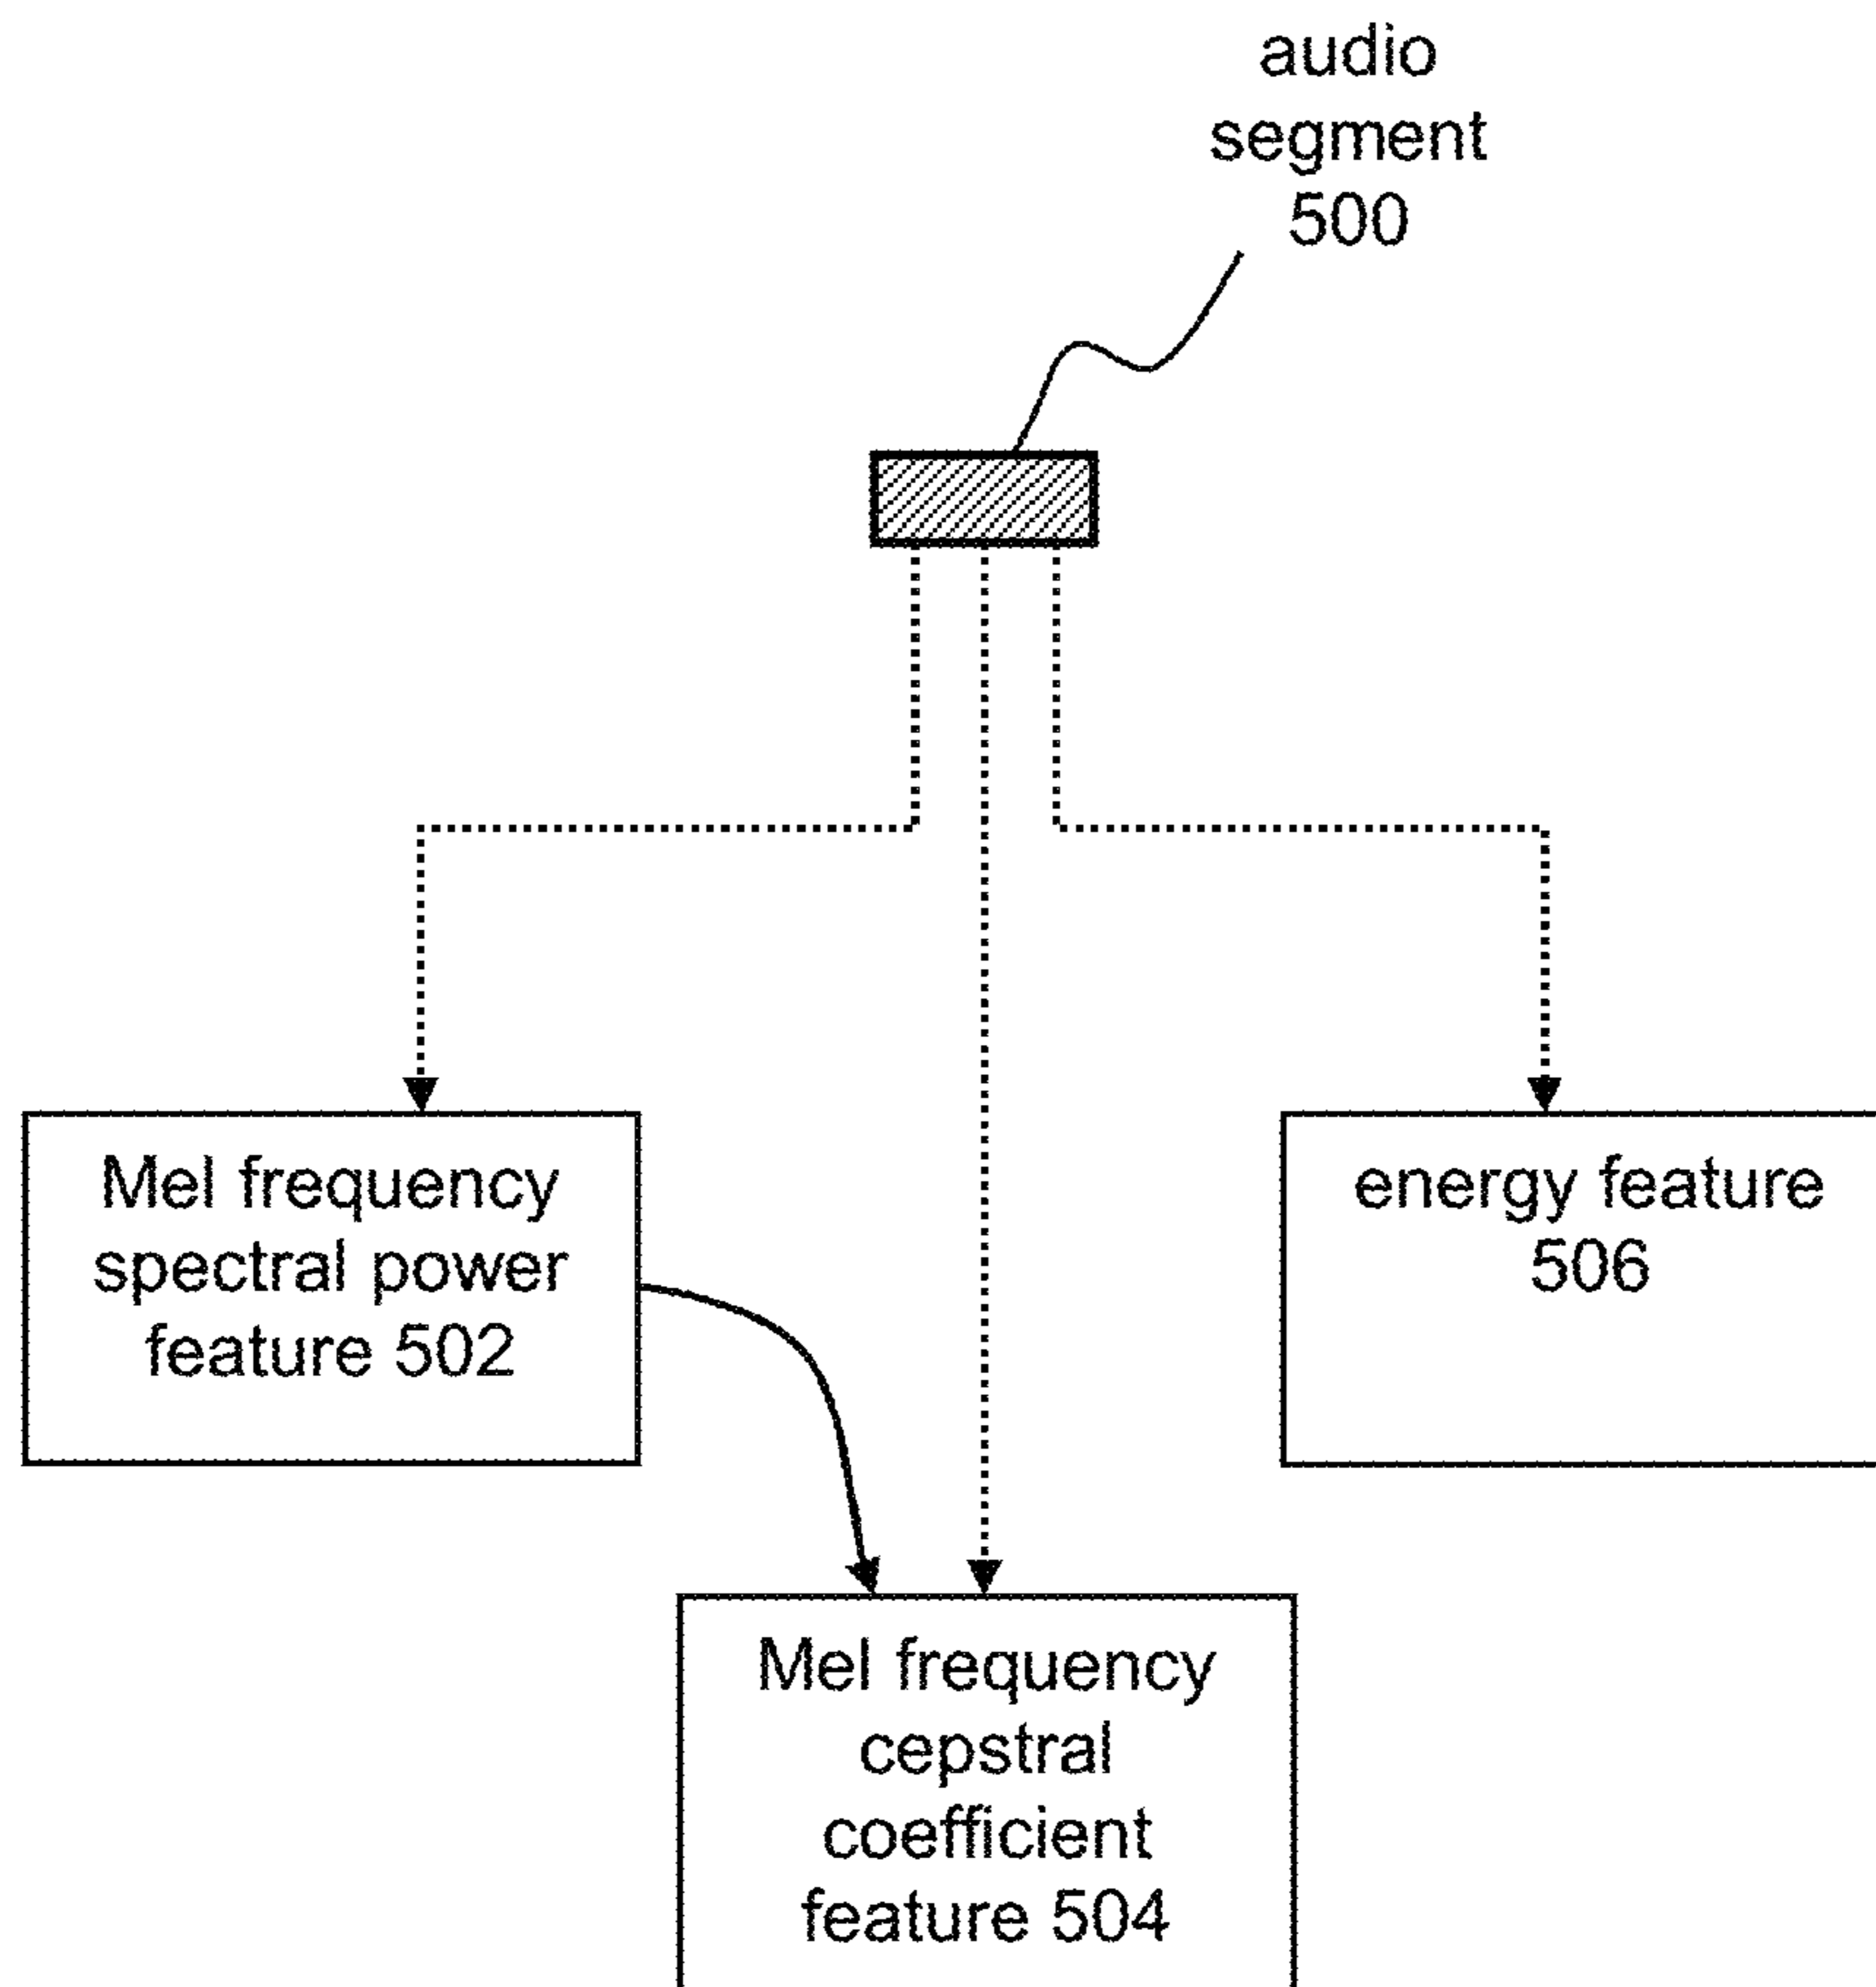 audio
segment
500
Mel frequency
spectral power
feature 502
energy feature
506
Mel frequency
cepstral
coefficient
feature 504